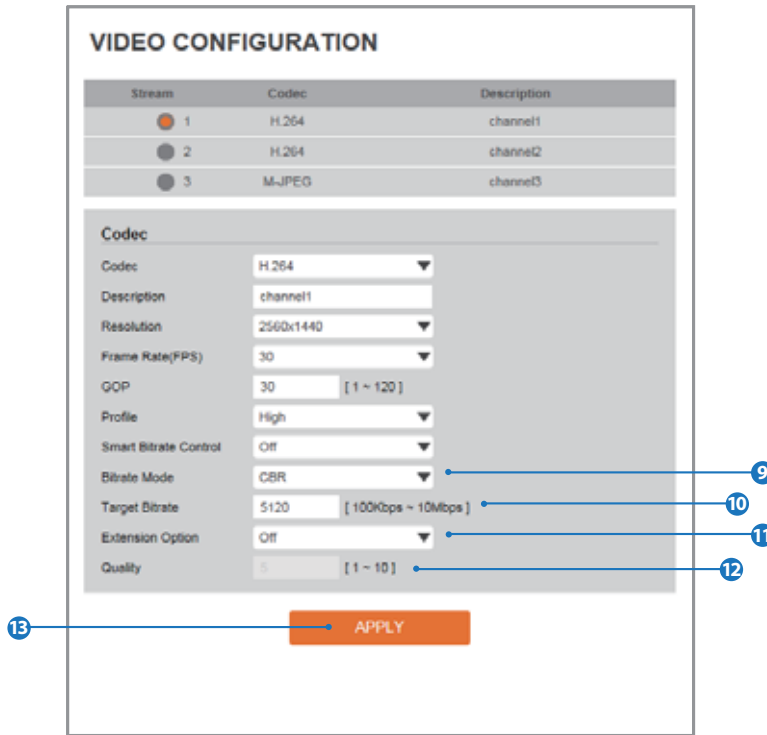 VIDEO CONFIGURATION
Stream Codec Description
1 H.264 channel1
2 H.264 channel2
3 M-JPEG channel3
Codec
Codec H.264
Description channel1
Resolution 2560x1440
Frame Rate(FPS) 30
GOP 30 [ 1 ~ 120 ]
Profile High
Smart Bitrate Control Off
Bitrate Mode CBR 9
Target Bitrate 5120 [ 100Kbps ~ 10Mbps ] 10
Extension Option Off 11
Quality 5 [ 1 ~ 10 ] 12
13 APPLY